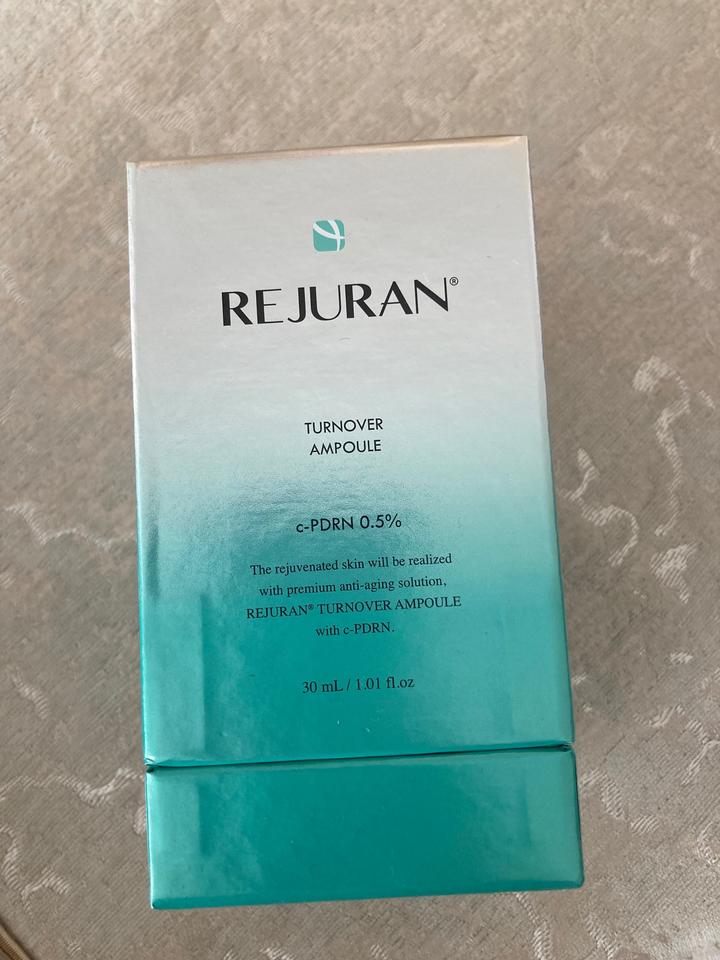 REJURAN®
TURNOVER
AMPOULE
c-PDRN 0.5%
The rejuvenated skin will be realized
with premium anti-aging solution,
REJURAN® TURNOVER AMPOULE
with c-PDRN.
30 mL / 1.01 fl.oz